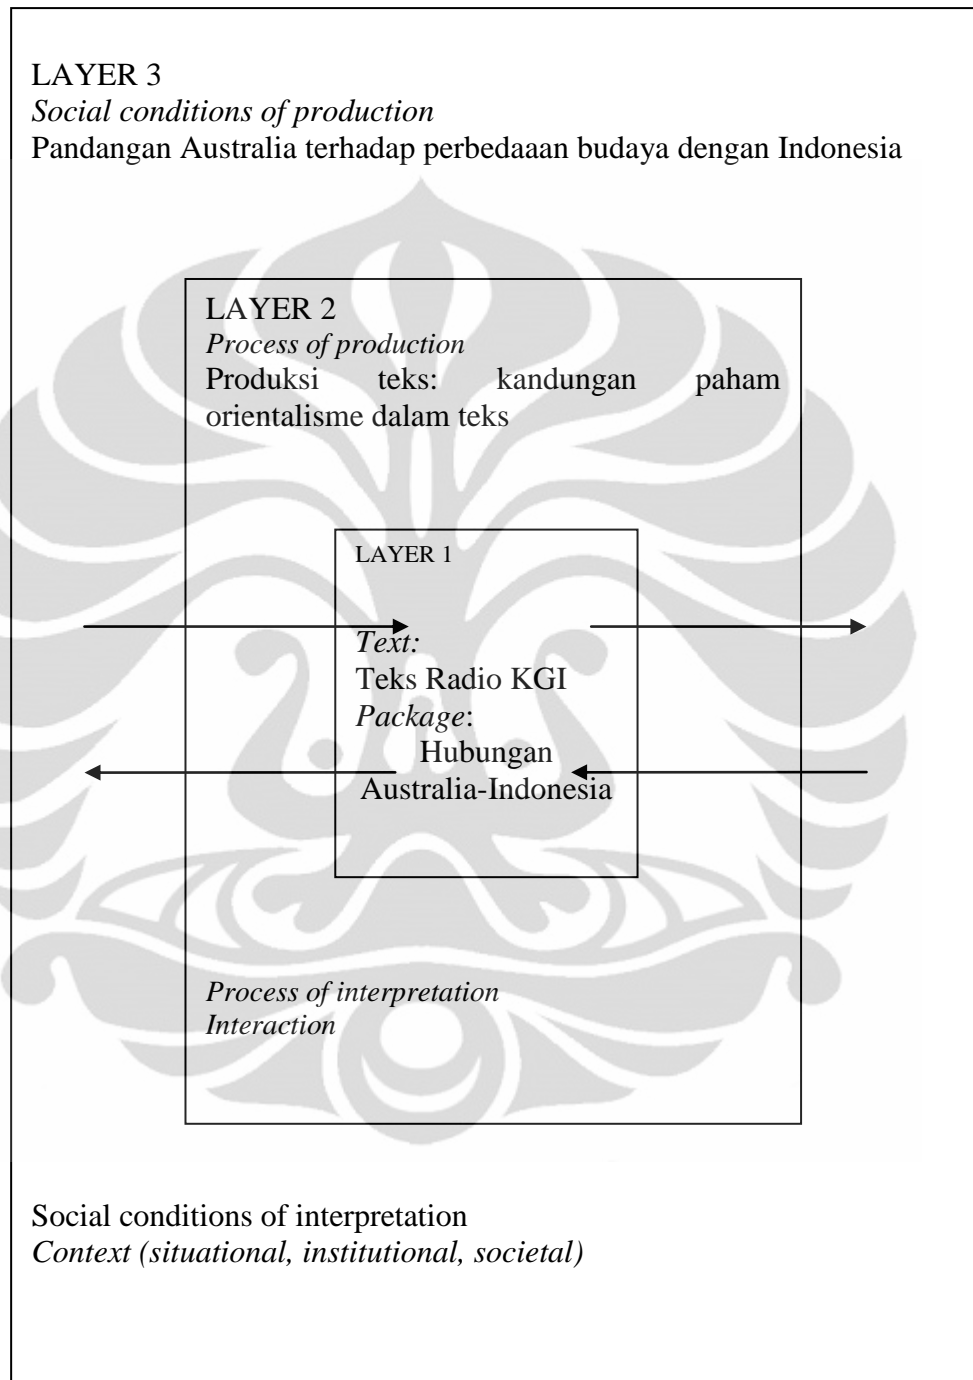 LAYER 3
Social conditions of production
Pandangan Australia terhadap perbedaaan budaya dengan Indonesia
LAYER 2
Process of production
Produksi teks: kandungan paham
orientalisme dalam teks
LAYER 1
Text:
Teks Radio KGI
Package:
Hubungan
Australia-Indonesia
Process of interpretation
Interaction
Social conditions of interpretation
Context (situational, institutional, societal)